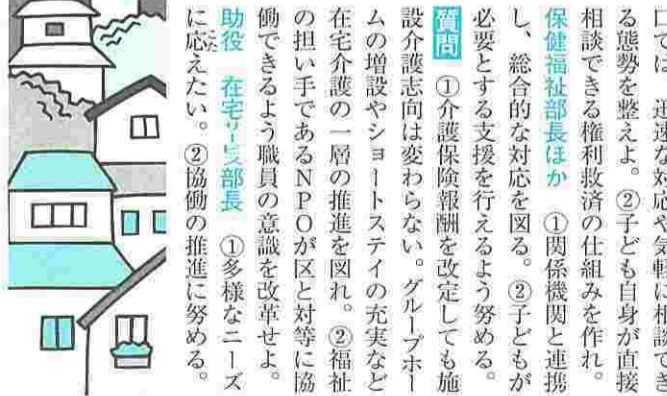 口では、迅速な対応や気軽に相談でき
る態勢を整えよ。②子ども自身が直接
相談できる権利救済の仕組みを作れ。
保健福祉部長ほか　①関係機関と連携
し、総合的な対応を図る。②子どもが
必要とする支援を行えるよう努める。
質問　①介護保険報酬を改定しても施
設介護志向は変わらない。グループホー
ムの増設やショートステイの充実など
在宅介護の一層の推進を図れ。②福祉
の担い手であるNPOが区と対等に協
働できるよう職員の意識を改革せよ。
助役　在宅　部長　①多様なニーズ
に応えたい。②協働の推進に努める。